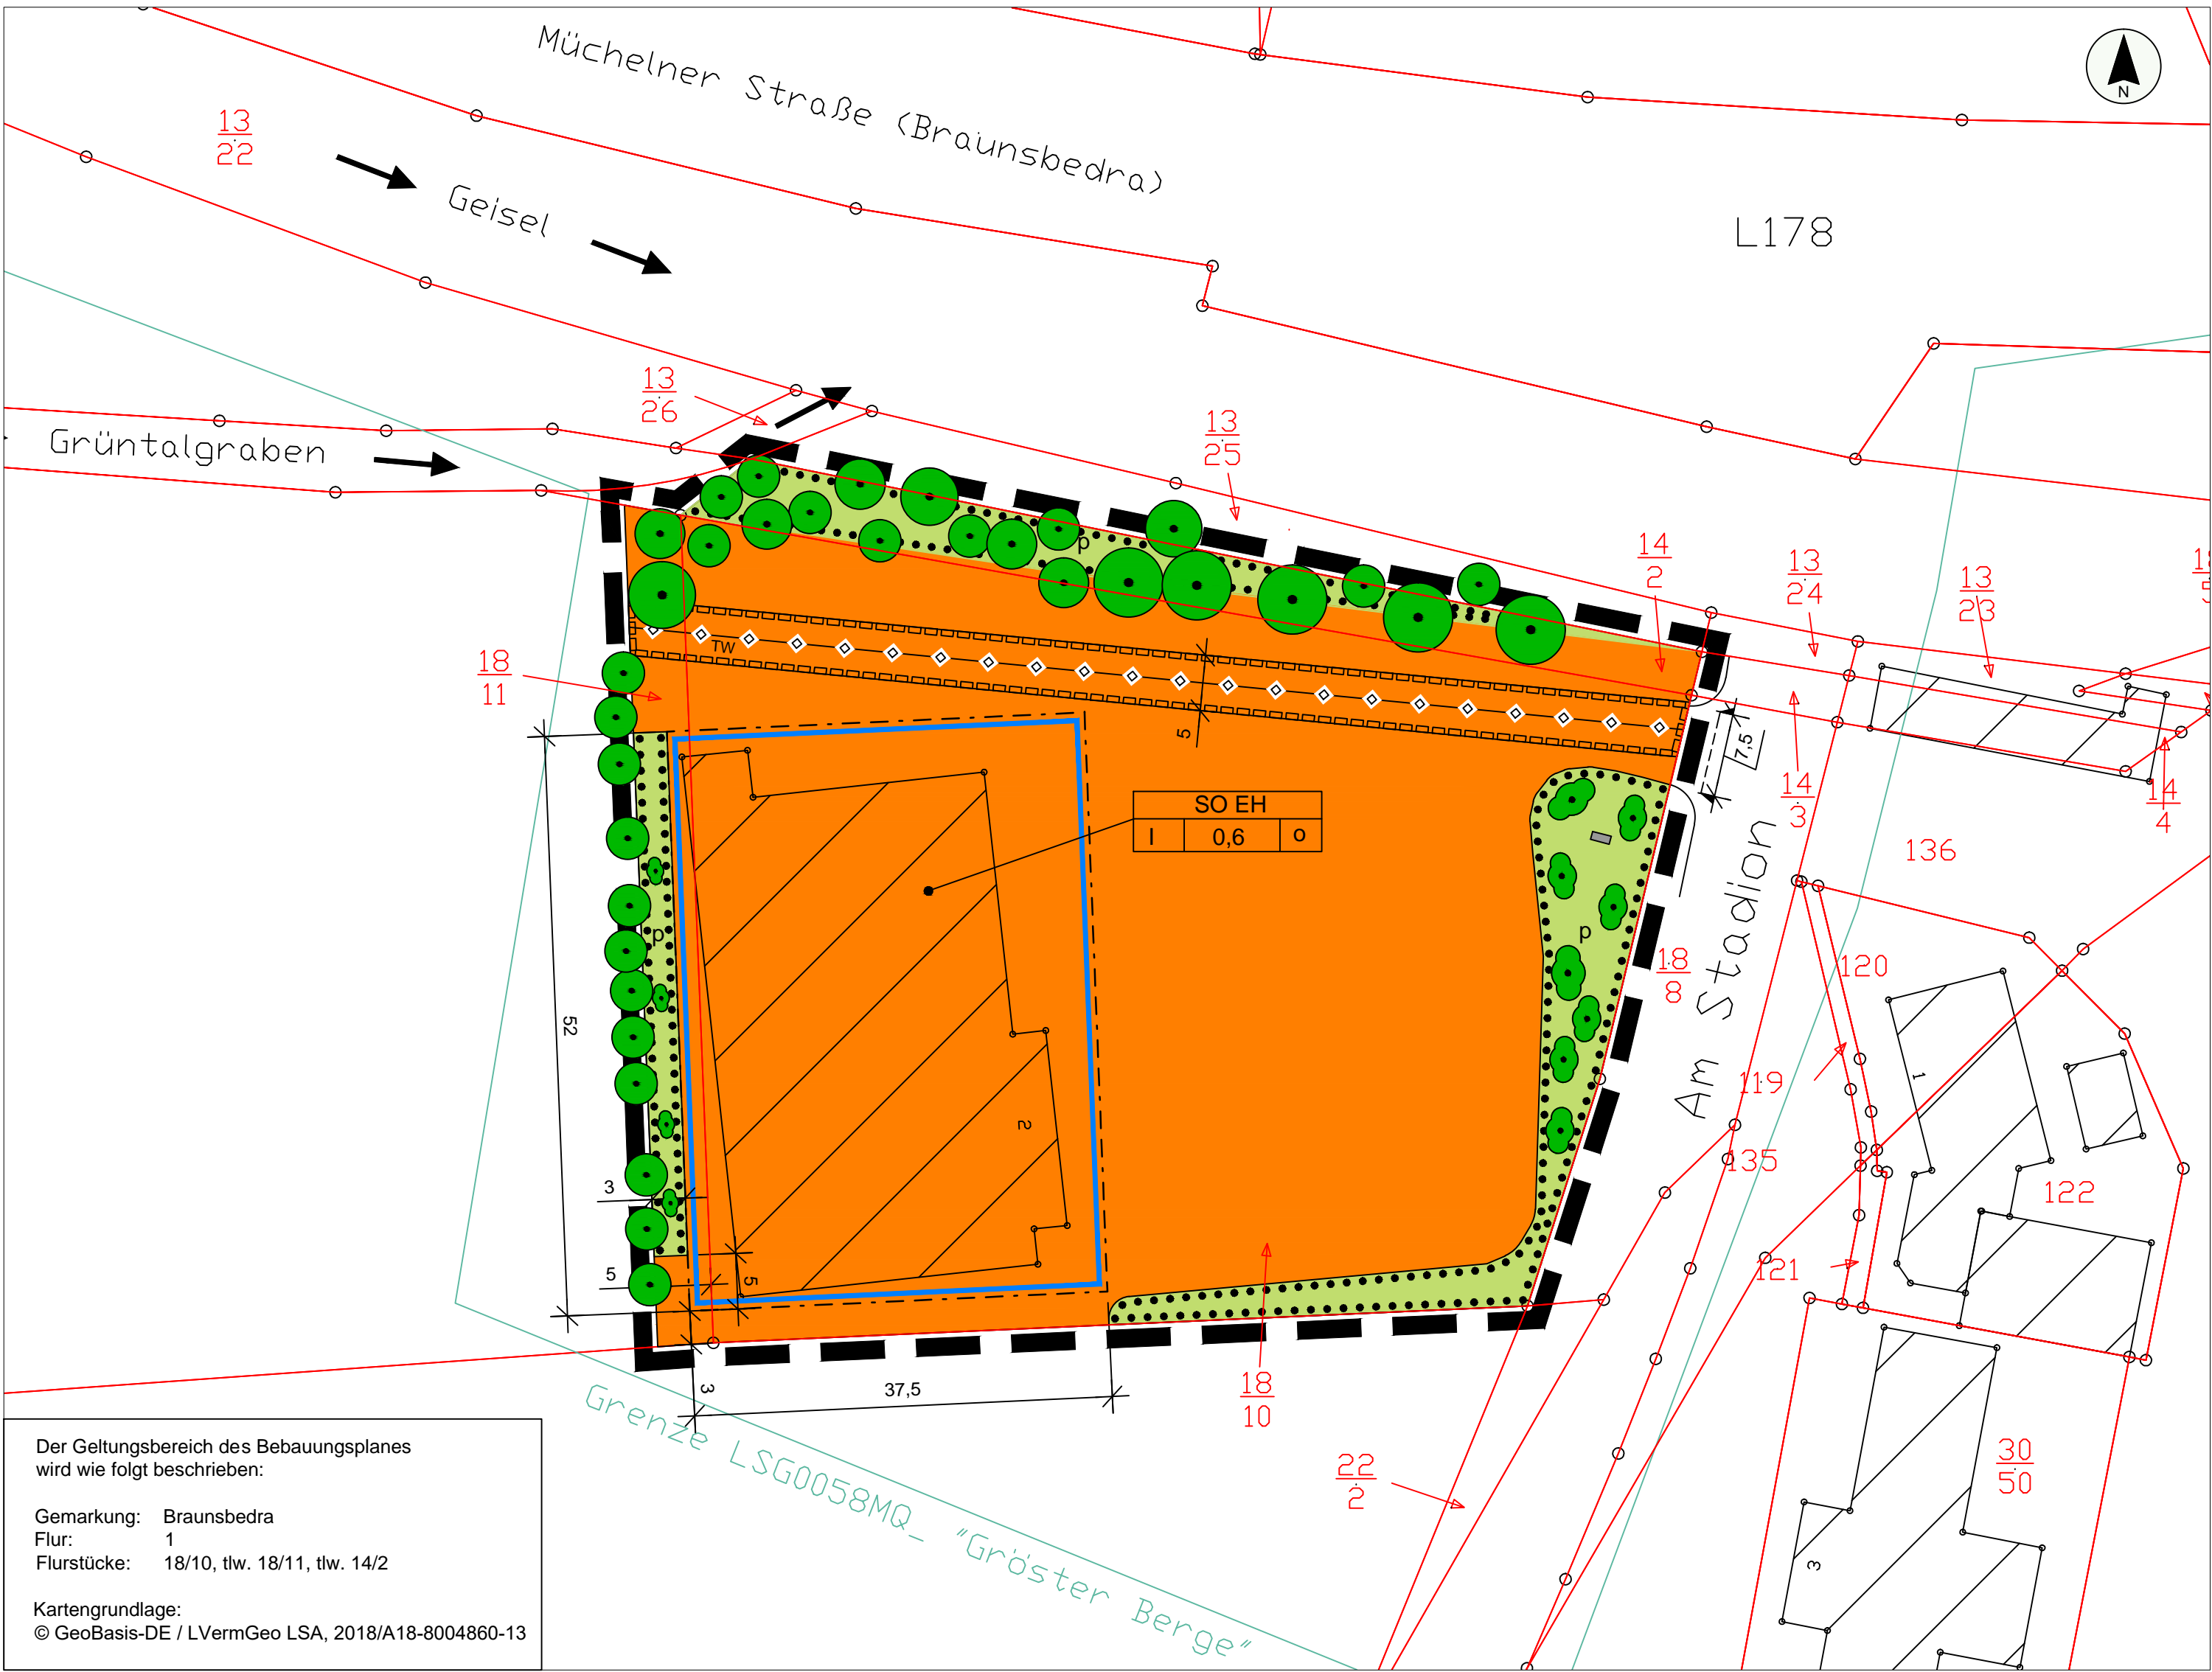 Müchelner Straße (Braunsbedra)
N
13
22
Geisel
L178
13
26
13
25
Grüntalgraben
14
2
13
24
13
23
p
TW
18
11
5
7,5
14
3
14
4
SO EH
I 0,6 o
136
p
p
18
8
Am Stadion
120
52
119
1
2
135
122
3
5
5
121
3
37,5
18
10
Grenze LSG0058MQ_ "Gröster Berge"
22
2
30
50
3
Der Geltungsbereich des Bebauungsplanes
wird wie folgt beschrieben:
Gemarkung: Braunsbedra
Flur: 1
Flurstücke: 18/10, tlw. 18/11, tlw. 14/2
Kartengrundlage:
© GeoBasis-DE / LVermGeo LSA, 2018/A18-8004860-13